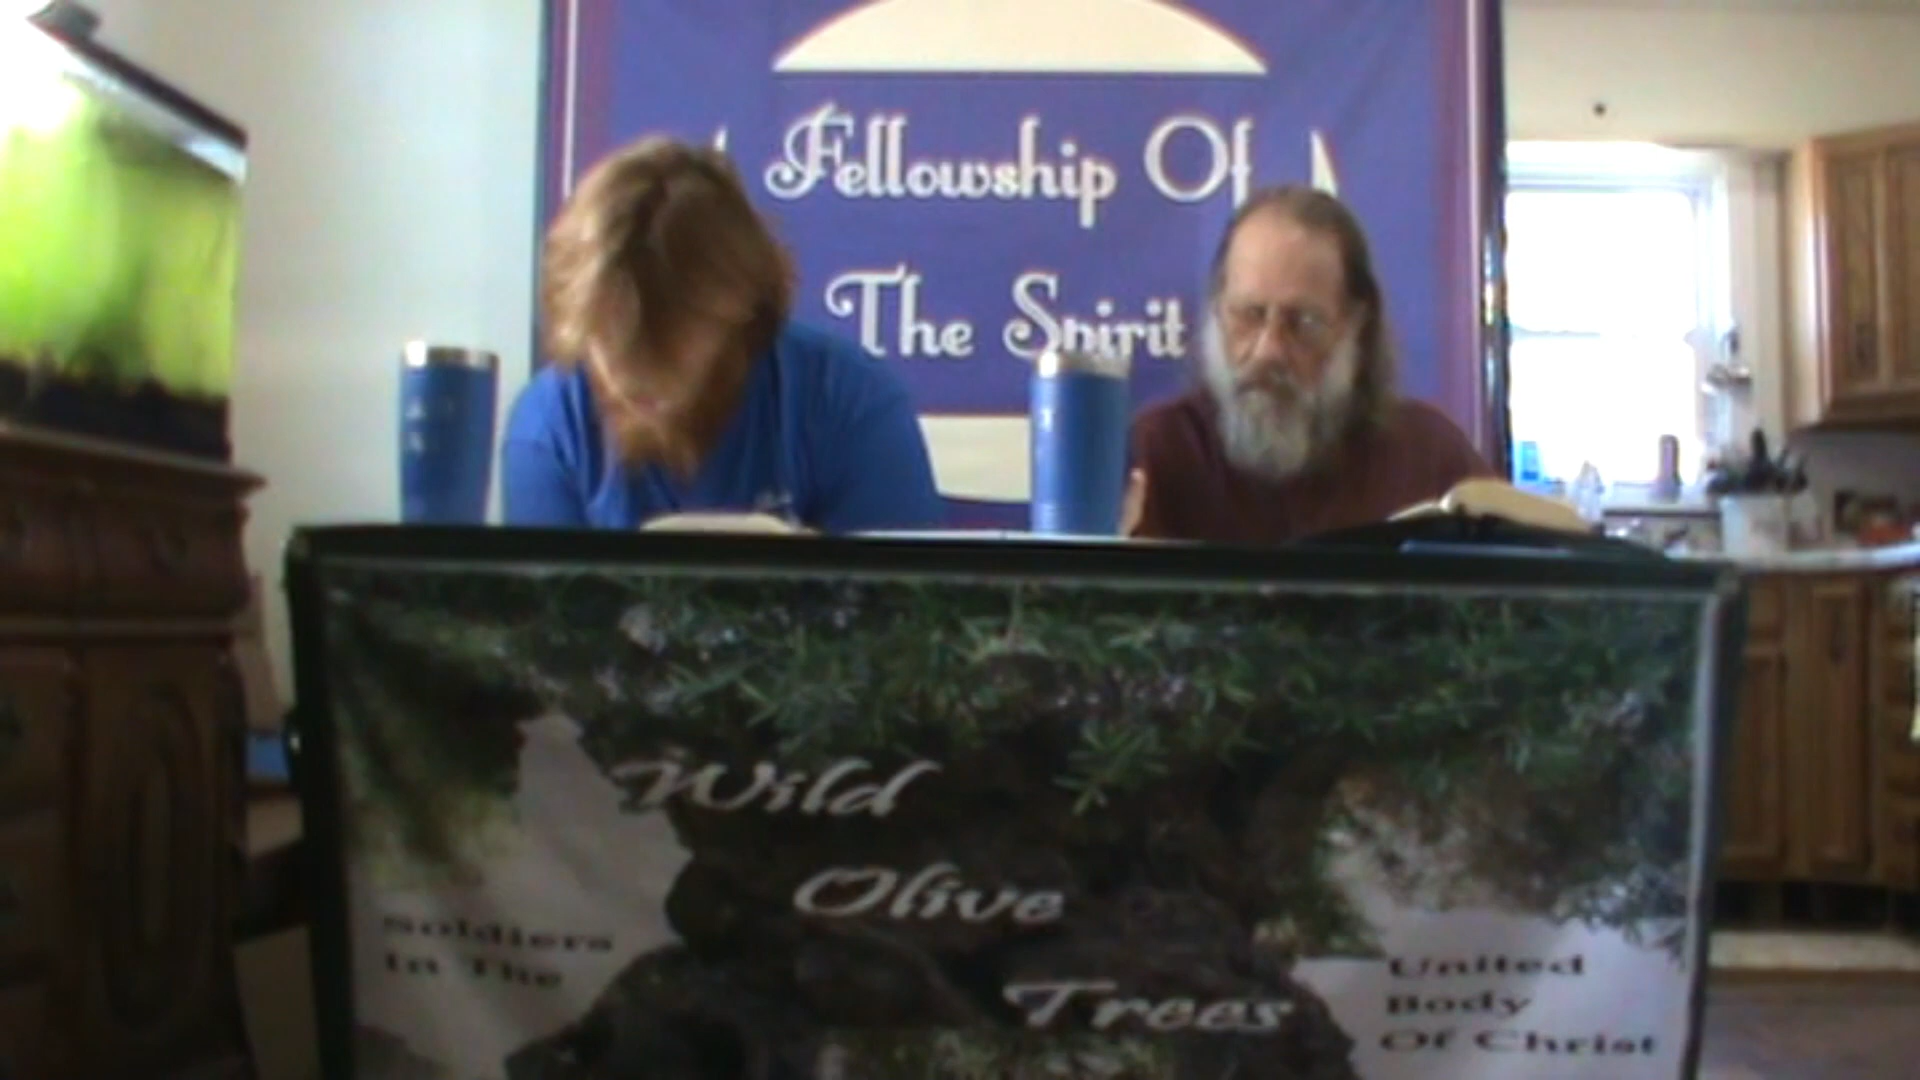 Fellowship Of
The Spirit
Wild
Olive
Trees
Soldiers
In The
United
Body
Of Christ